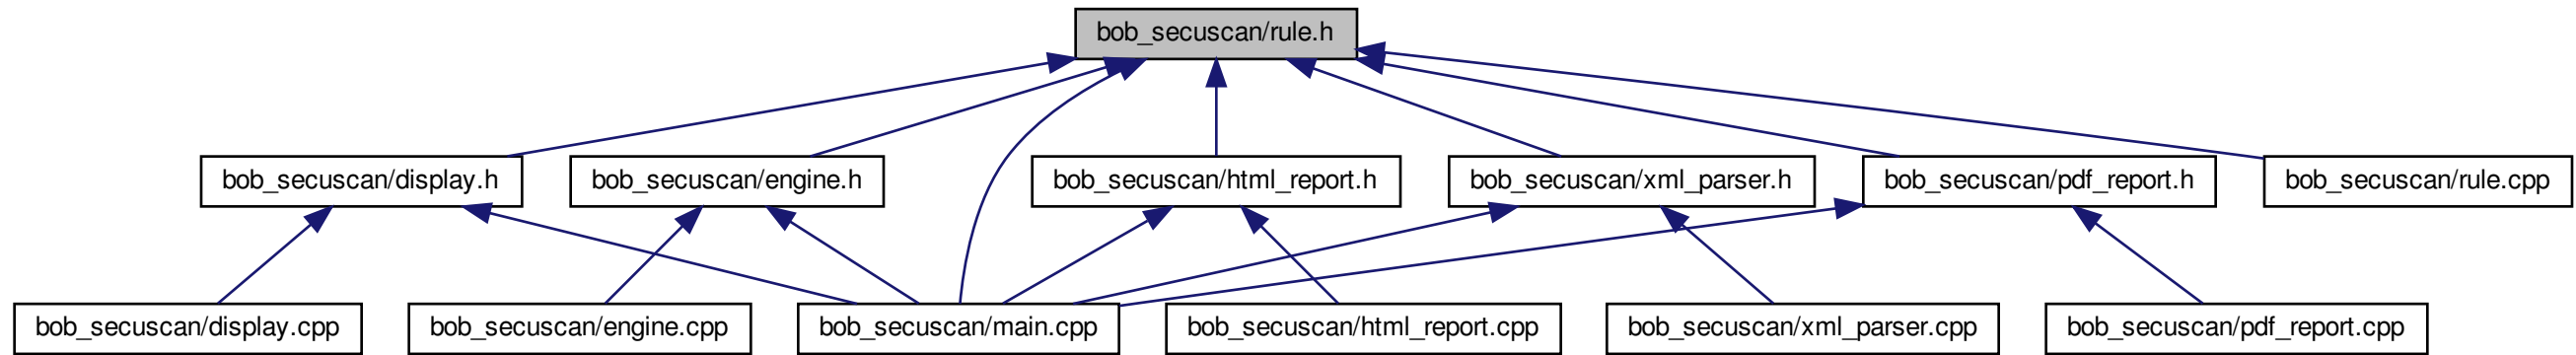 bob_secuscan/rule.h
bob_secuscan/display.h
bob_secuscan/engine.h
bob_secuscan/html_report.h
bob_secuscan/xml_parser.h
bob_secuscan/pdf_report.h
bob_secuscan/rule.cpp
bob_secuscan/display.cpp
bob_secuscan/engine.cpp
bob_secuscan/main.cpp
bob_secuscan/html_report.cpp
bob_secuscan/xml_parser.cpp
bob_secuscan/pdf_report.cpp